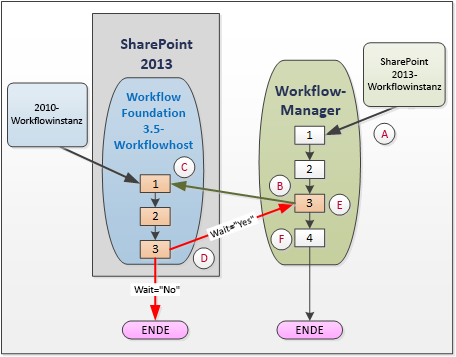 SharePoint
2013
SharePoint
2013-
Workflowinstanz
2010-
Workflowinstanz
Workflow
Foundation
3.5-
Workflowhost
Workflow-
Manager
A
1
2
3
4
B
C
1
2
3
D
E
F
Wait="Yes"
Wait="No"
ENDE
ENDE